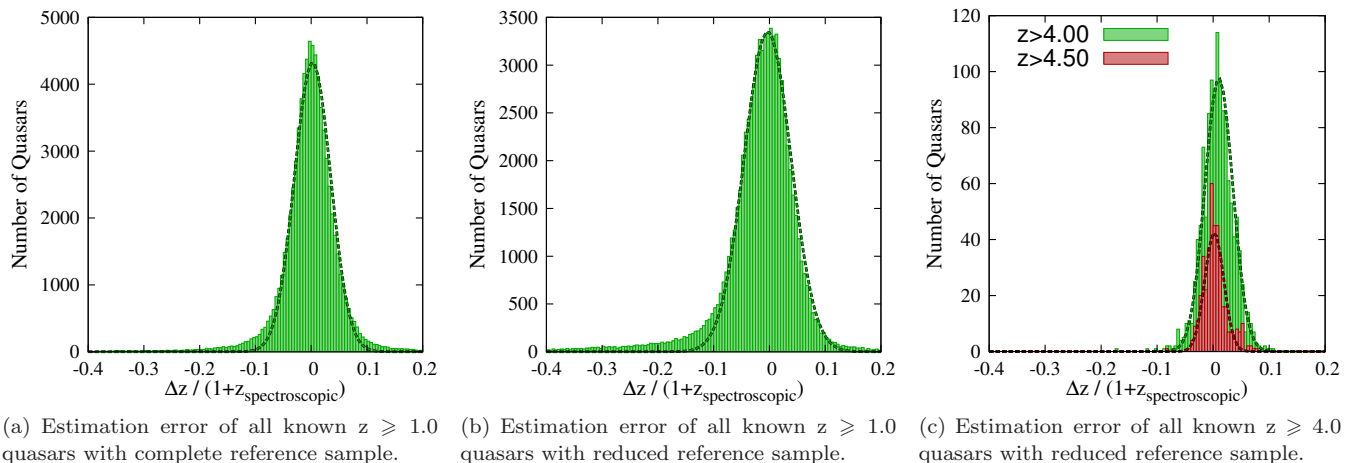 5000
4000
3000
2000
1000
0
Number of Quasars
-0.4 -0.3 -0.2 -0.1 0 0.1 0.2
Δz / (1+z_spectroscopic)
(a) Estimation error of all known z ⩾ 1.0
quasars with complete reference sample.
3500
3000
2500
2000
1500
1000
500
0
Number of Quasars
-0.4 -0.3 -0.2 -0.1 0 0.1 0.2
Δz / (1+z_spectroscopic)
(b) Estimation error of all known z ⩾ 1.0
quasars with reduced reference sample.
120
100
80
60
40
20
0
Number of Quasars
z>4.00
z>4.50
-0.4 -0.3 -0.2 -0.1 0 0.1 0.2
Δz / (1+z_spectroscopic)
(c) Estimation error of all known z ⩾ 4.0
quasars with reduced reference sample.